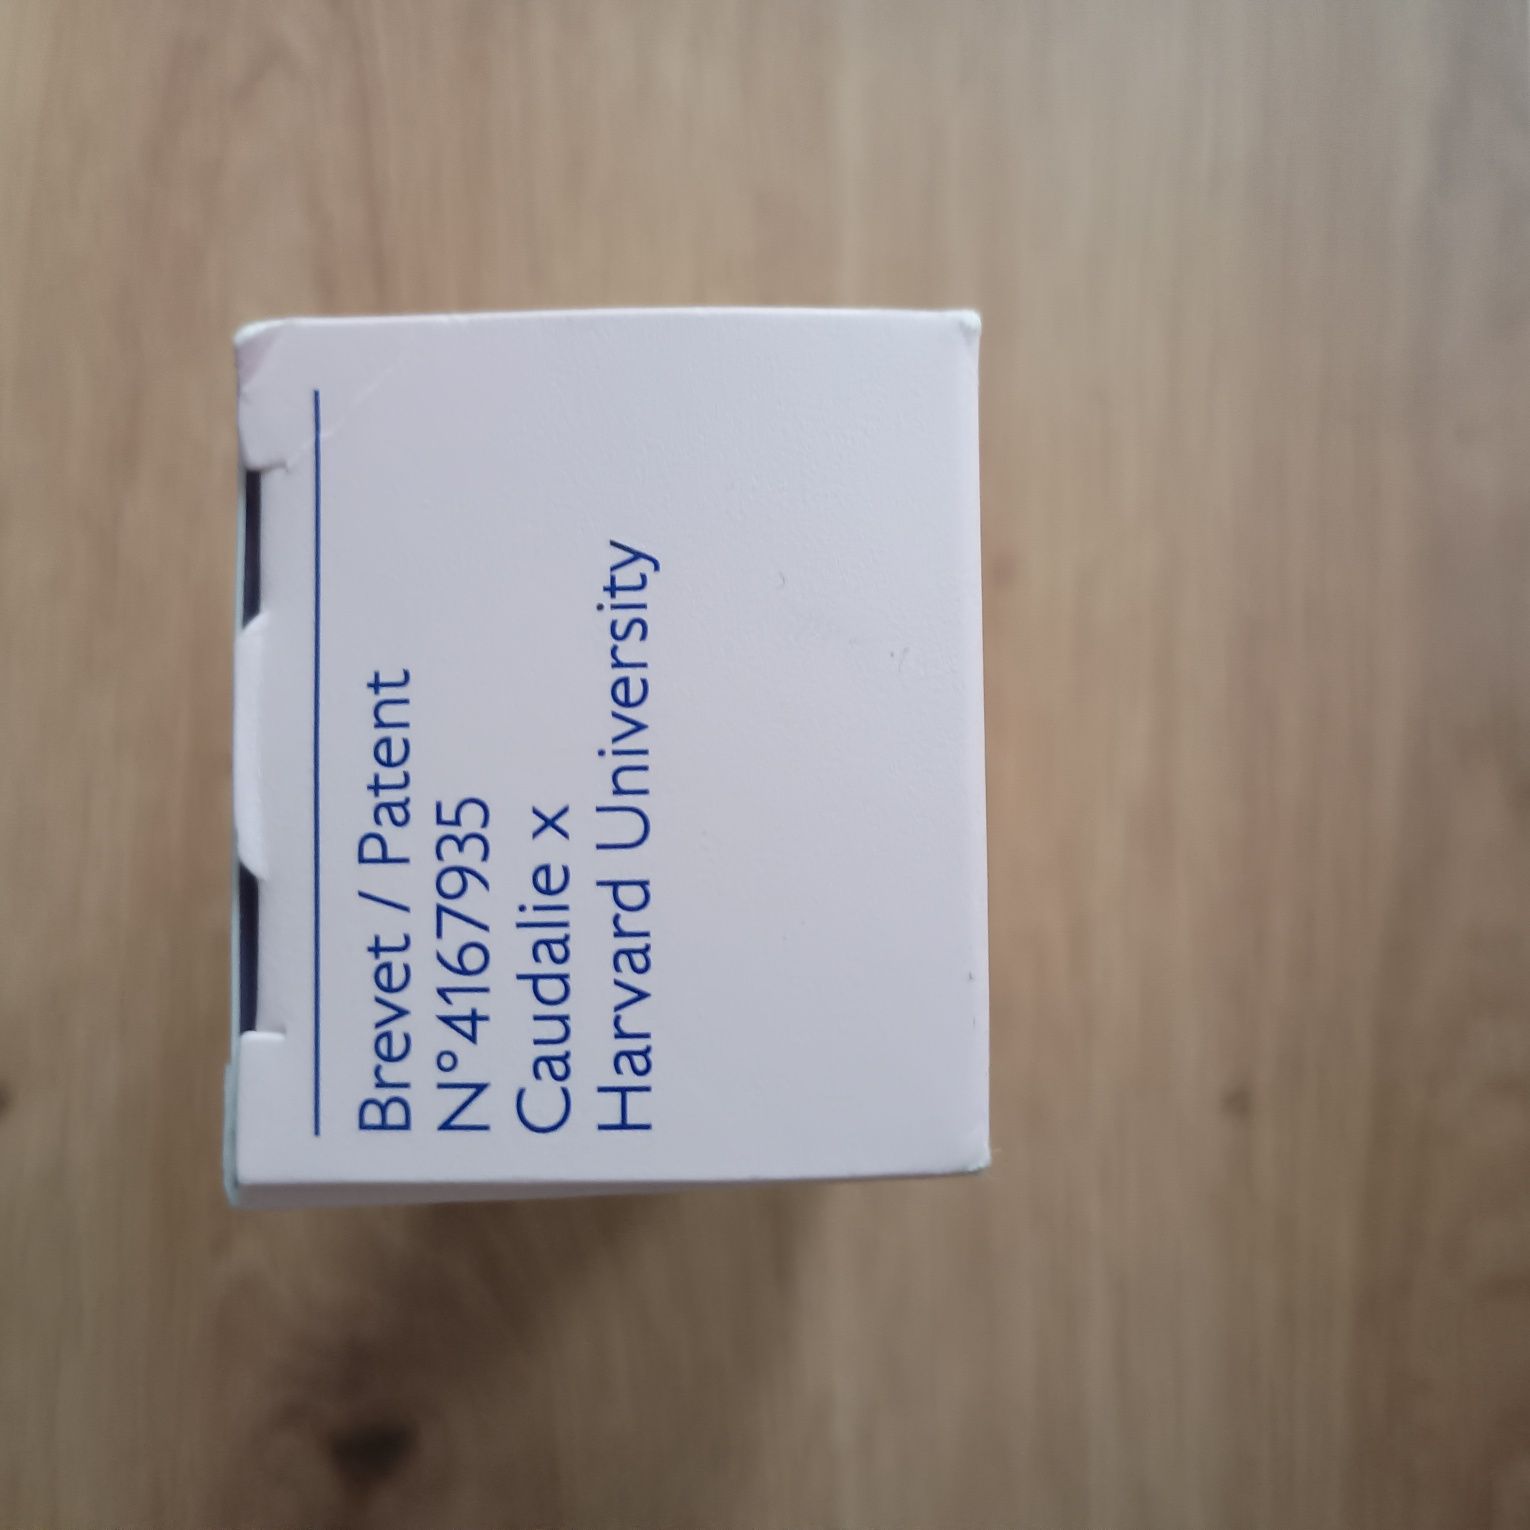 Brevet / Patent
N°4167935
Caudalie x
Harvard University